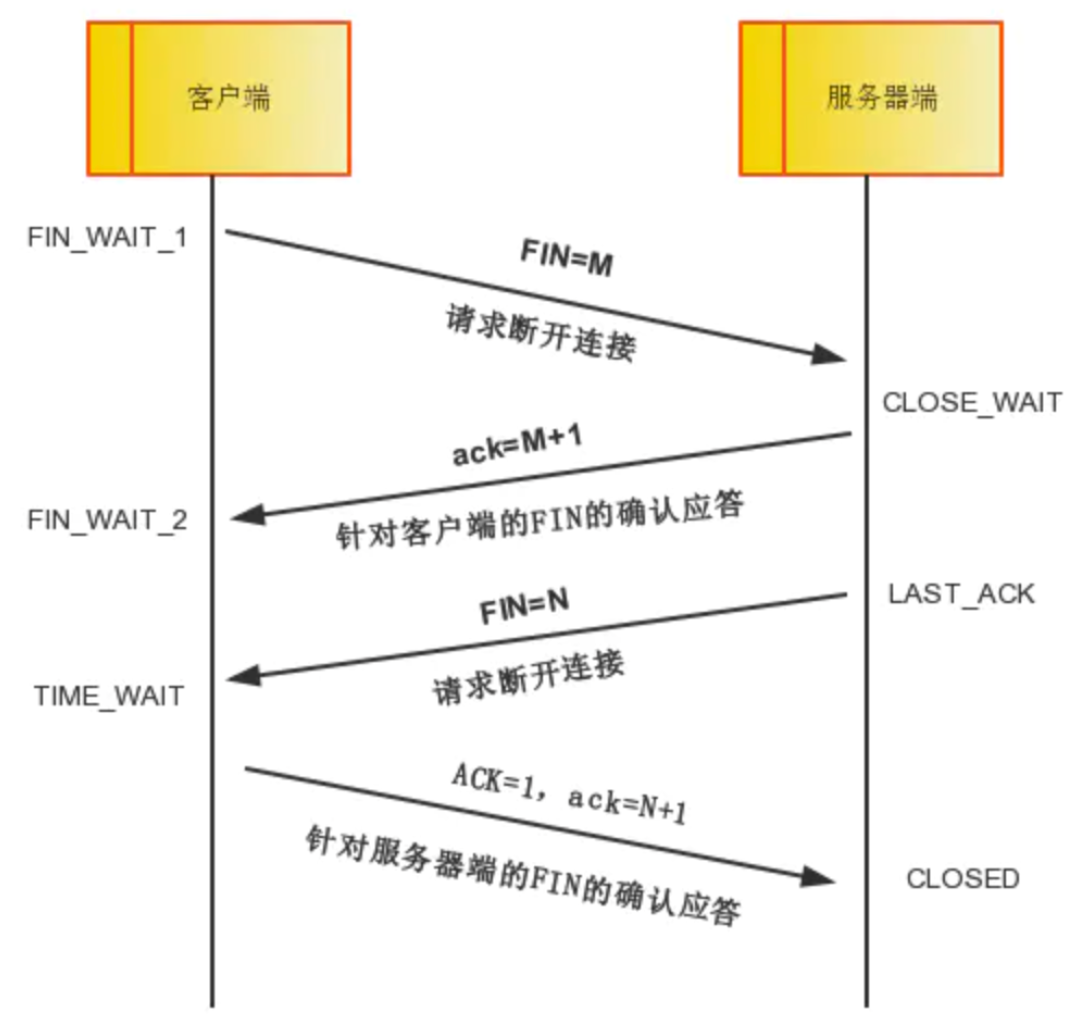 客户端
服务器端
FIN_WAIT_1
FIN=M
请求断开连接
CLOSE_WAIT
ack=M+1
FIN_WAIT_2
针对客户端的FIN的确认应答
FIN=N
LAST_ACK
请求断开连接
TIME_WAIT
ACK=1, ack=N+1
针对服务器端的FIN的确认应答
CLOSED